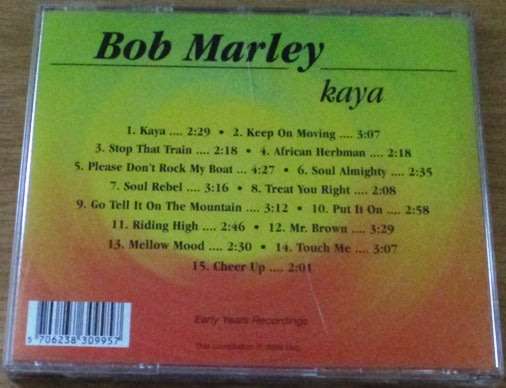 Bob Marley
kaya
1. Kaya .... 2:29 • 2. Keep On Moving .... 3:07
3. Stop That Train .... 2:18 • 4. African Herbman .... 2:18
5. Please Don't Rock My Boat ... 4:27 • 6. Soul Almighty .... 2:35
7. Soul Rebel .... 3:16 • 8. Treat You Right .... 2:08
9. Go Tell It On The Mountain .... 3:12 • 10. Put It On .... 2:58
11. Riding High .... 2:46 • 12. Mr. Brown .... 3:29
13. Mellow Mood .... 2:30 • 14. Touch Me .... 3:07
15. Cheer Up .... 2:01
Early Years Recordings
This compilation
5 706238 309957